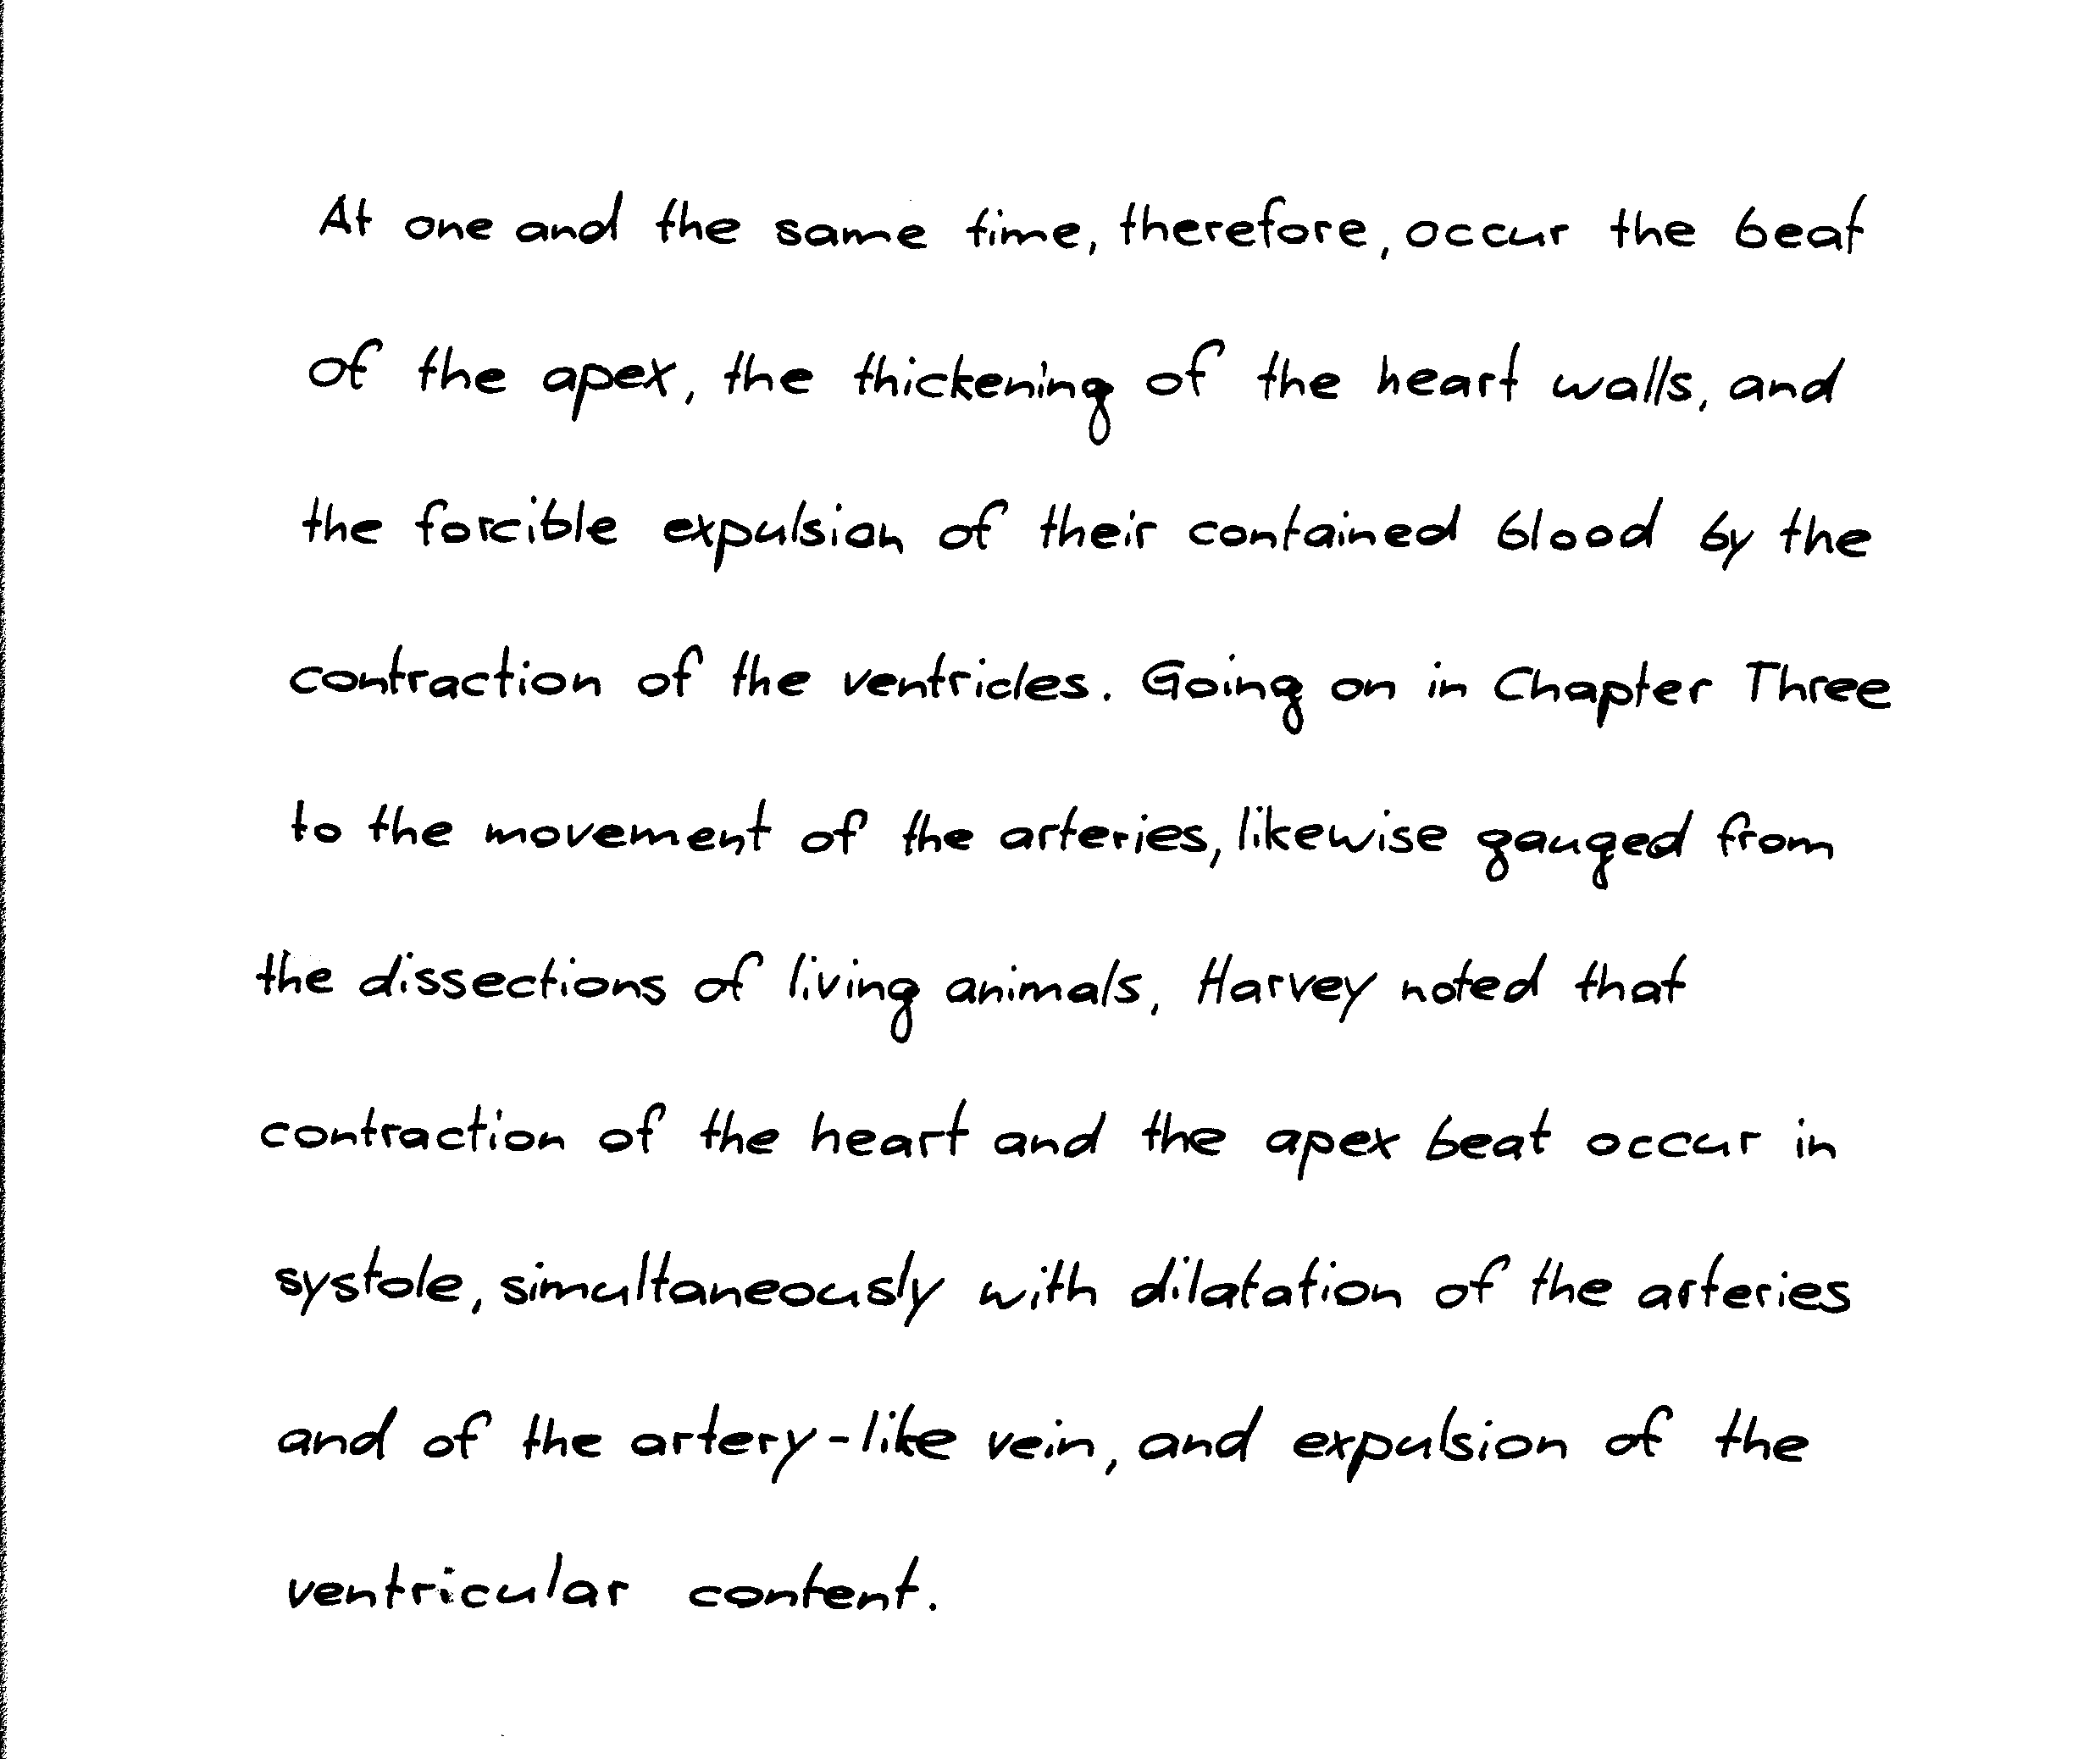 At one and the same time, therefore, occur the beat
of the apex, the thickening of the heart walls, and
the forcible expulsion of their contained blood by the
contraction of the ventricles. Going on in Chapter Three
to the movement of the arteries, likewise gauged from
the dissections of living animals, Harvey noted that
contraction of the heart and the apex beat occur in
systole, simultaneously with dilatation of the arteries
and of the artery-like vein, and expulsion of the
ventricular content.